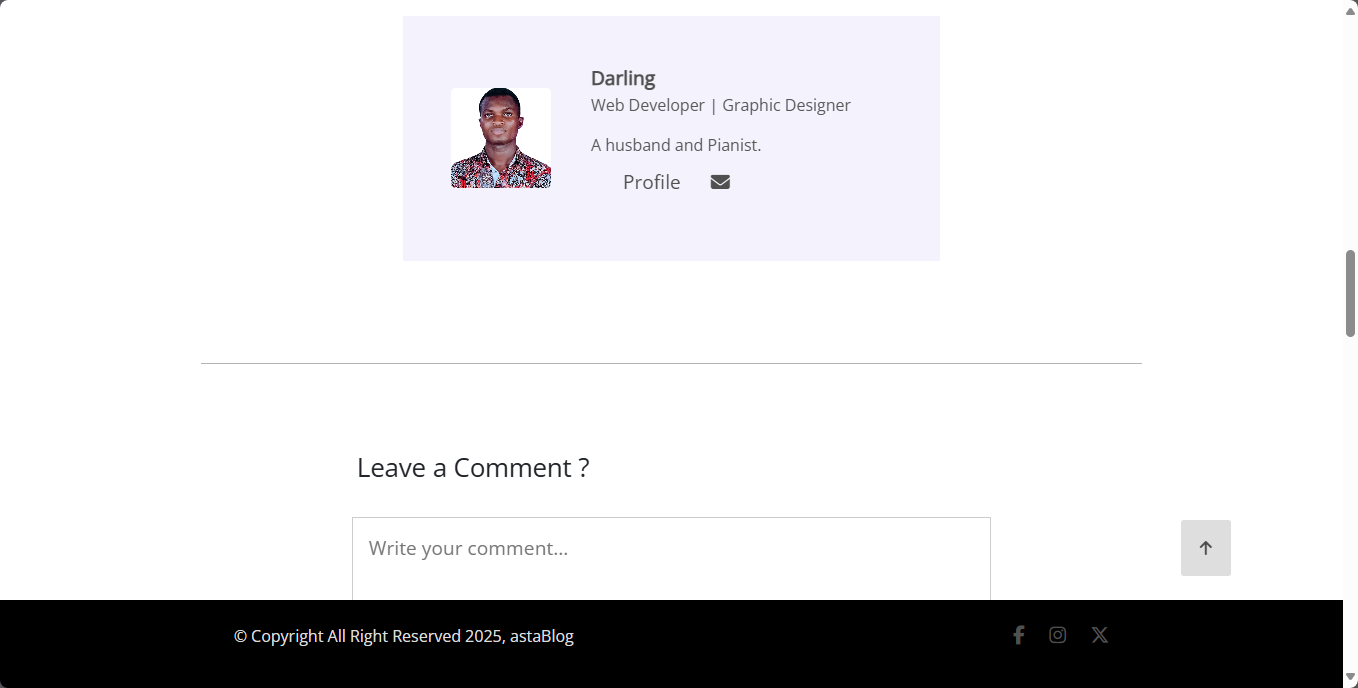 Darling
Web Developer | Graphic Designer
A husband and Pianist.
Profile
Leave a Comment ?
Write your comment...
© Copyright All Right Reserved 2025, astaBlog